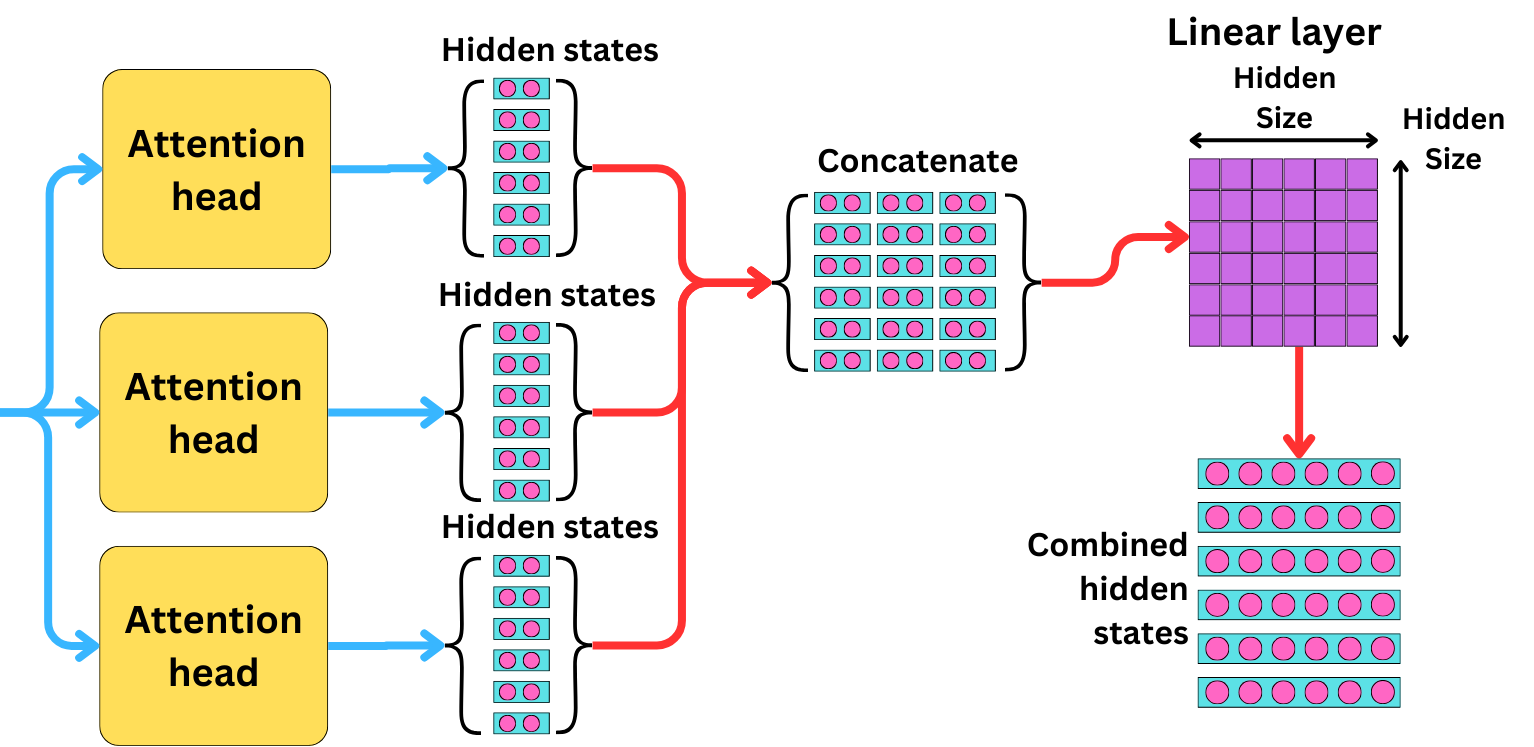 Attention
head
Hidden states
Attention
head
Hidden states
Attention
head
Hidden states
Concatenate
Linear layer
Hidden
Size
Hidden
Size
Combined
hidden
states